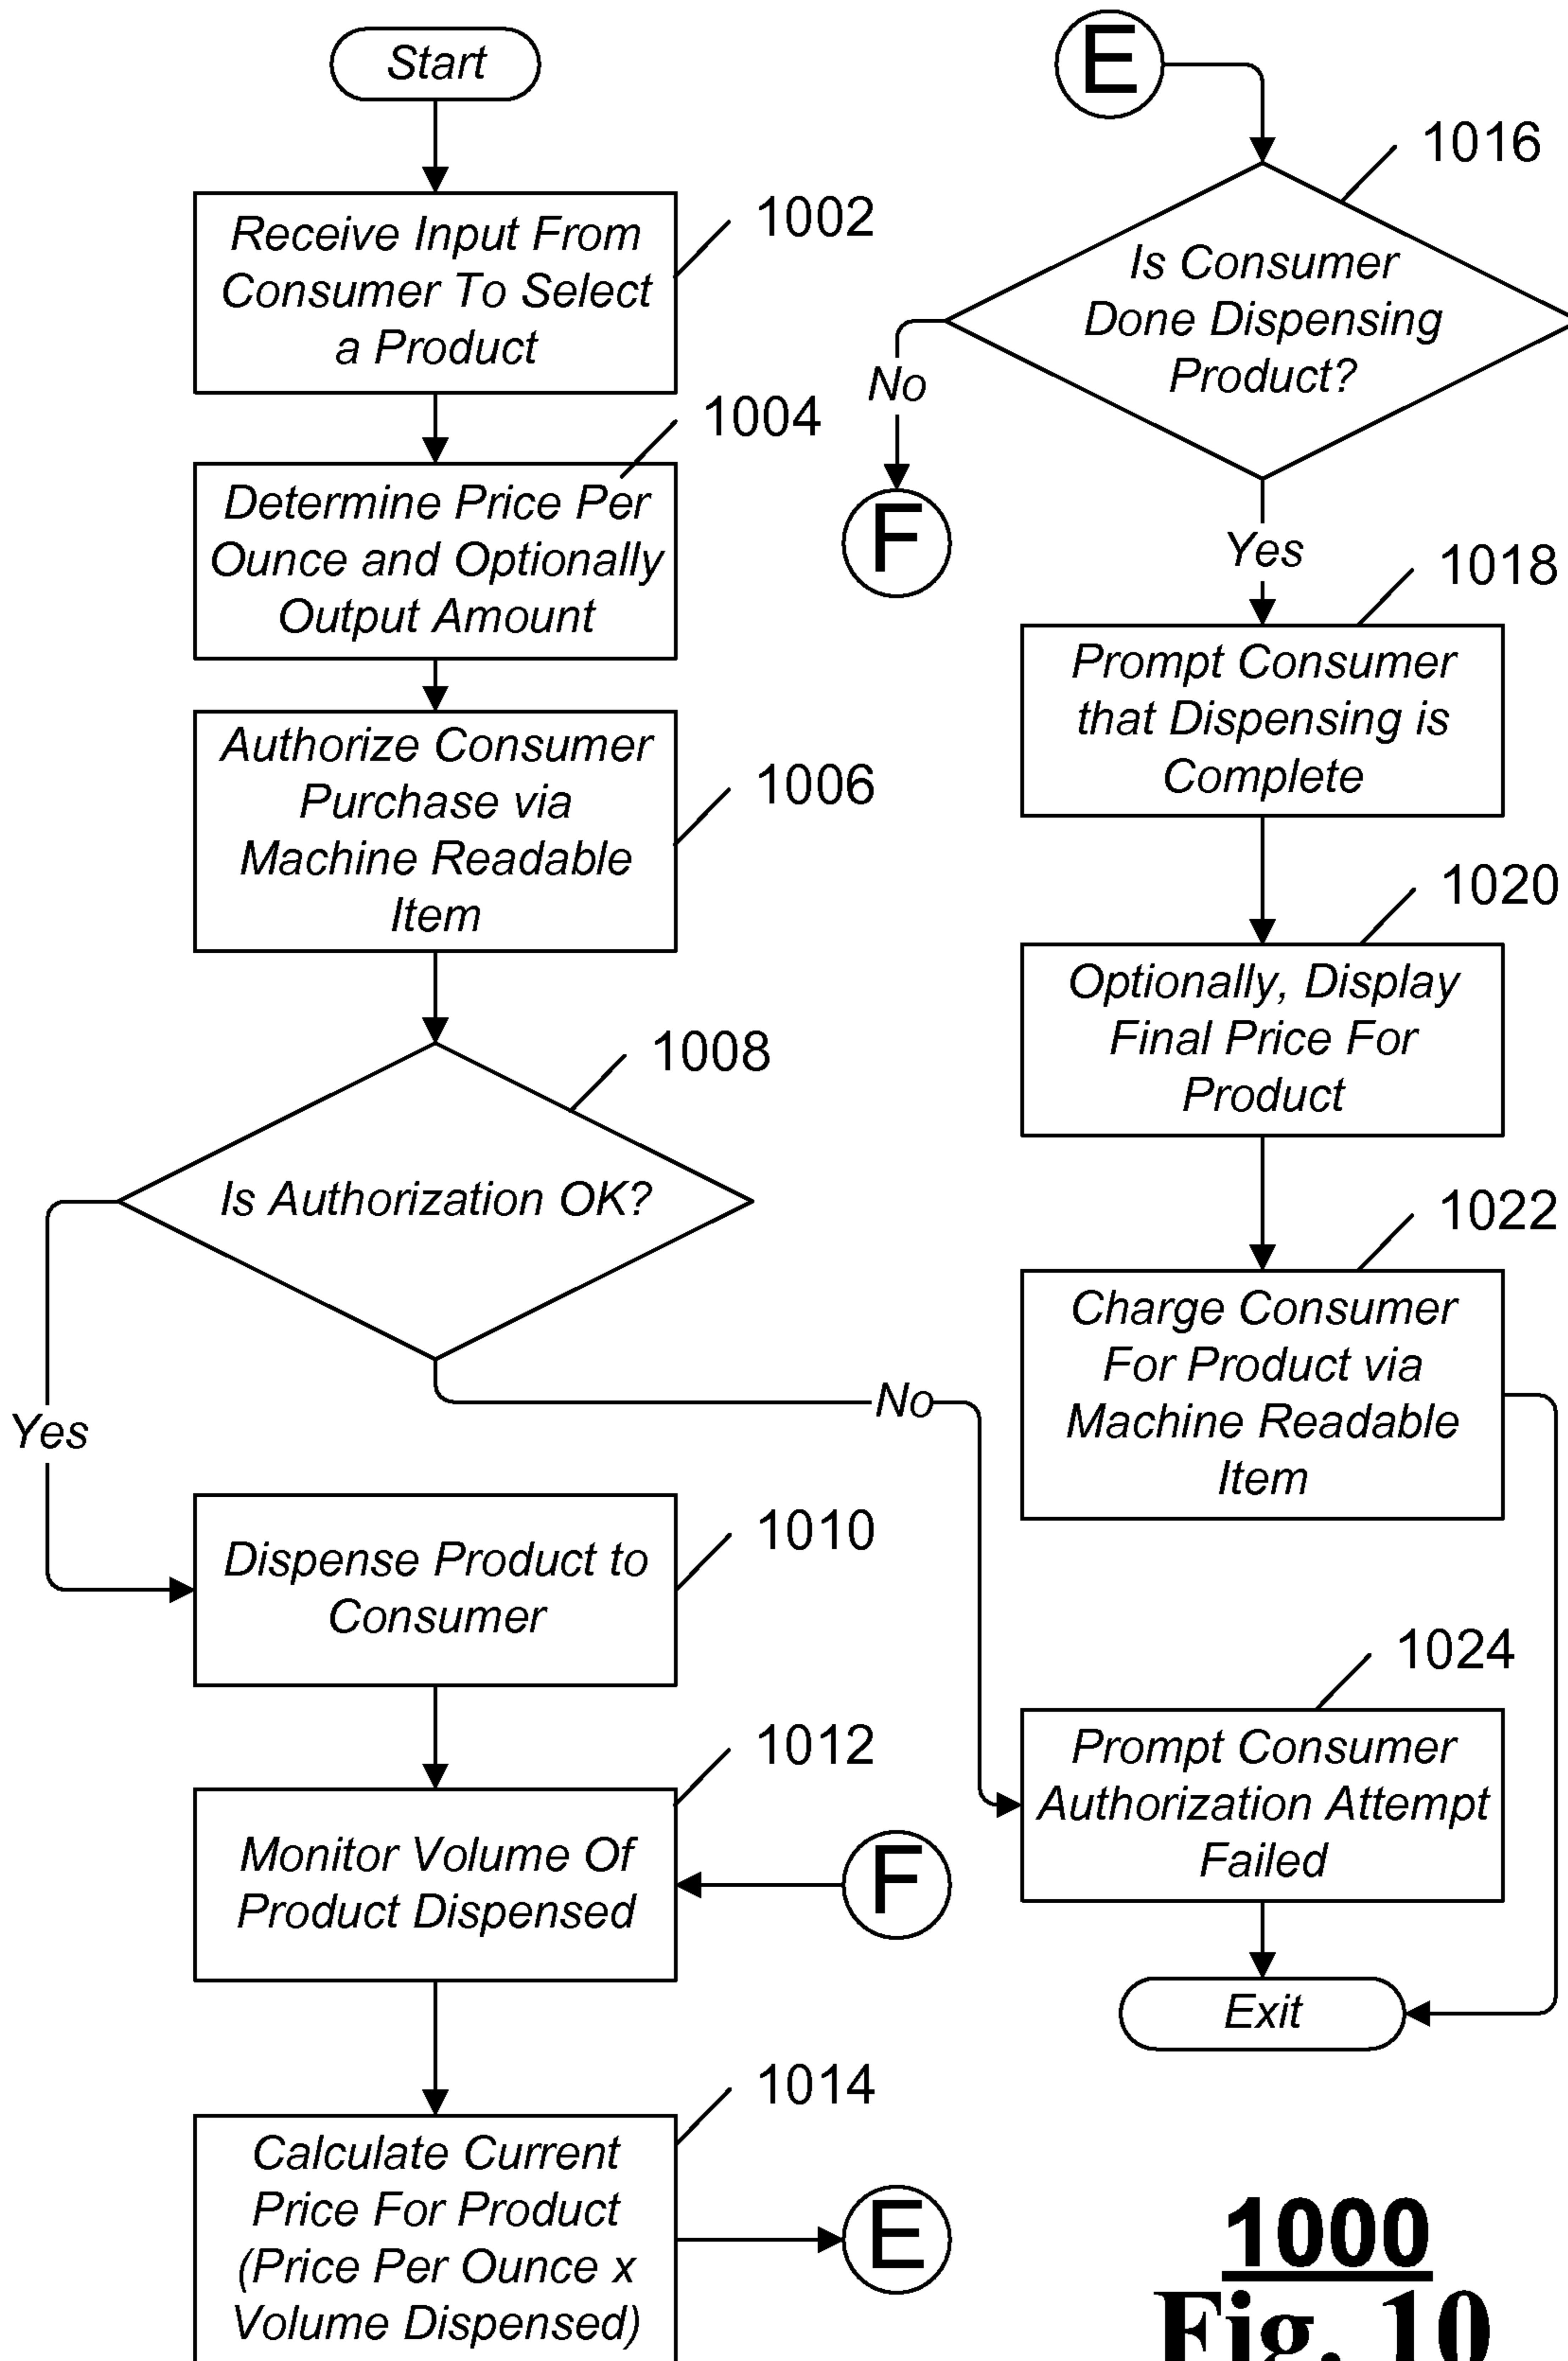 Start
Receive Input From
Consumer To Select
a Product
1002
Determine Price Per
Ounce and Optionally
Output Amount
1004
Authorize Consumer
Purchase via
Machine Readable
Item
1006
Is Authorization OK?
1008
Yes
No
Dispense Product to
Consumer
1010
Monitor Volume Of
Product Dispensed
1012
F
Calculate Current
Price For Product
(Price Per Ounce x
Volume Dispensed)
1014
E
E
Is Consumer
Done Dispensing
Product?
1016
No
F
Yes
Prompt Consumer
that Dispensing is
Complete
1018
Optionally, Display
Final Price For
Product
1020
Charge Consumer
For Product via
Machine Readable
Item
1022
Prompt Consumer
Authorization Attempt
Failed
1024
Exit
1000
Fig. 10